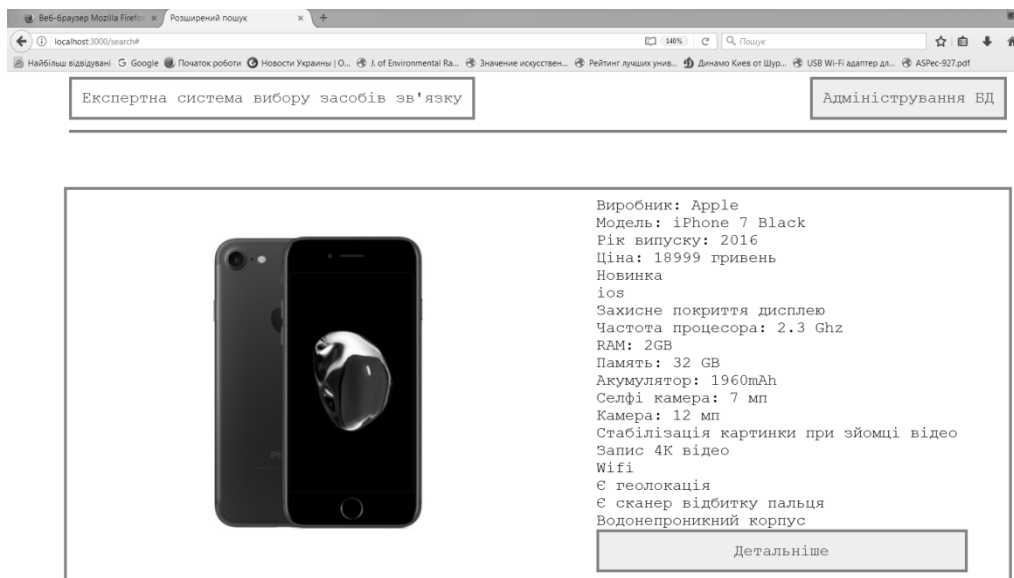 Веб-браузер Mozilla Firefo
Розширений пошук
localhost:3000/search#
140%
Пошук
Найбільш відвідувані
Google
Початок роботи
Новости Украины | О...
J. of Environmental Ra...
Значение искусствен...
Рейтинг лучших унив...
Динамо Киев от Шур...
USB Wi-Fi адаптер дл...
ASPec-927.pdf
Експертна система вибору засобів зв'язку
Адміністрування БД
Виробник: Apple
Модель: iPhone 7 Black
Рік випуску: 2016
Ціна: 18999 гривень
Новинка
ios
Захисне покриття дисплею
Частота процесора: 2.3 Ghz
RAM: 2GB
Память: 32 GB
Акумулятор: 1960mAh
Селфі камера: 7 мп
Камера: 12 мп
Стабілізація картинки при зйомці відео
Запис 4К відео
Wifi
Є геолокація
Є сканер відбитку пальця
Водонепроникний корпус
Детальніше